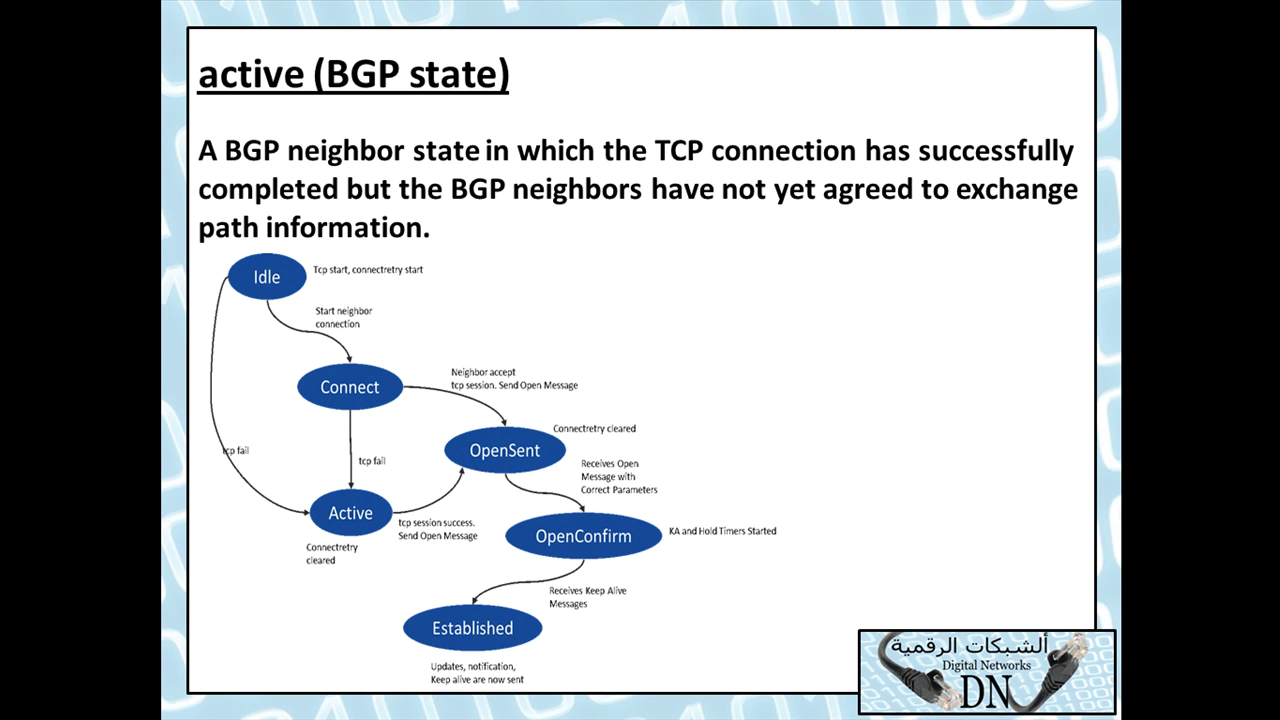 active (BGP state)
A BGP neighbor state in which the TCP connection has successfully
completed but the BGP neighbors have not yet agreed to exchange
path information.
Idle
Tcp start, connectretry start
Start neighbor
connection
Connect
Neighbor accept
tcp session. Send Open Message
OpenSent
Connectretry cleared
tcp fail
tcp fail
Receives Open
Message with
Correct Parameters
Active
Connectretry
cleared
tcp session success.
Send Open Message
OpenConfirm
KA and Hold Timers Started
Receives Keep Alive
Messages
Established
Updates, notification,
Keep alive are now sent
ألشبكات الرقمية
Digital Networks
DN